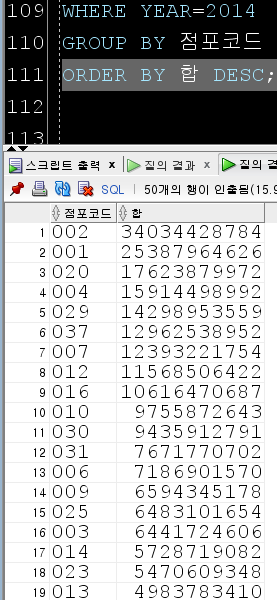 109 WHERE YEAR=2014
110 GROUP BY 점포코드
111 ORDER BY 합 DESC;
112
113
스크립트 출력 × 질의 결과 × 질의 결
SQL | 50개의 행이 인출됨(15.9
점포코드 합
1 002 34034428784
2 001 25387964626
3 020 17623879972
4 004 15914498992
5 029 14298953559
6 037 12962538952
7 007 12393221754
8 012 11568506422
9 016 10616470687
10 010 9755872643
11 030 9435912791
12 031 7671770702
13 006 7186901570
14 009 6594345178
15 025 6483101654
16 003 6441724606
17 014 5728719082
18 023 5470609348
19 013 4983783410